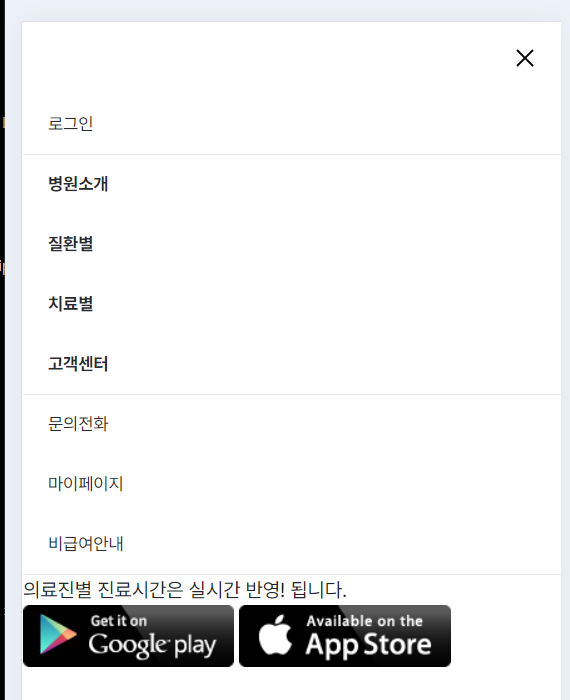 로그인
병원소개
질환별
치료별
고객센터
문의전화
마이페이지
비급여안내
의료진별 진료시간은 실시간 반영! 됩니다.
Get it on
Google play
Available on the
App Store